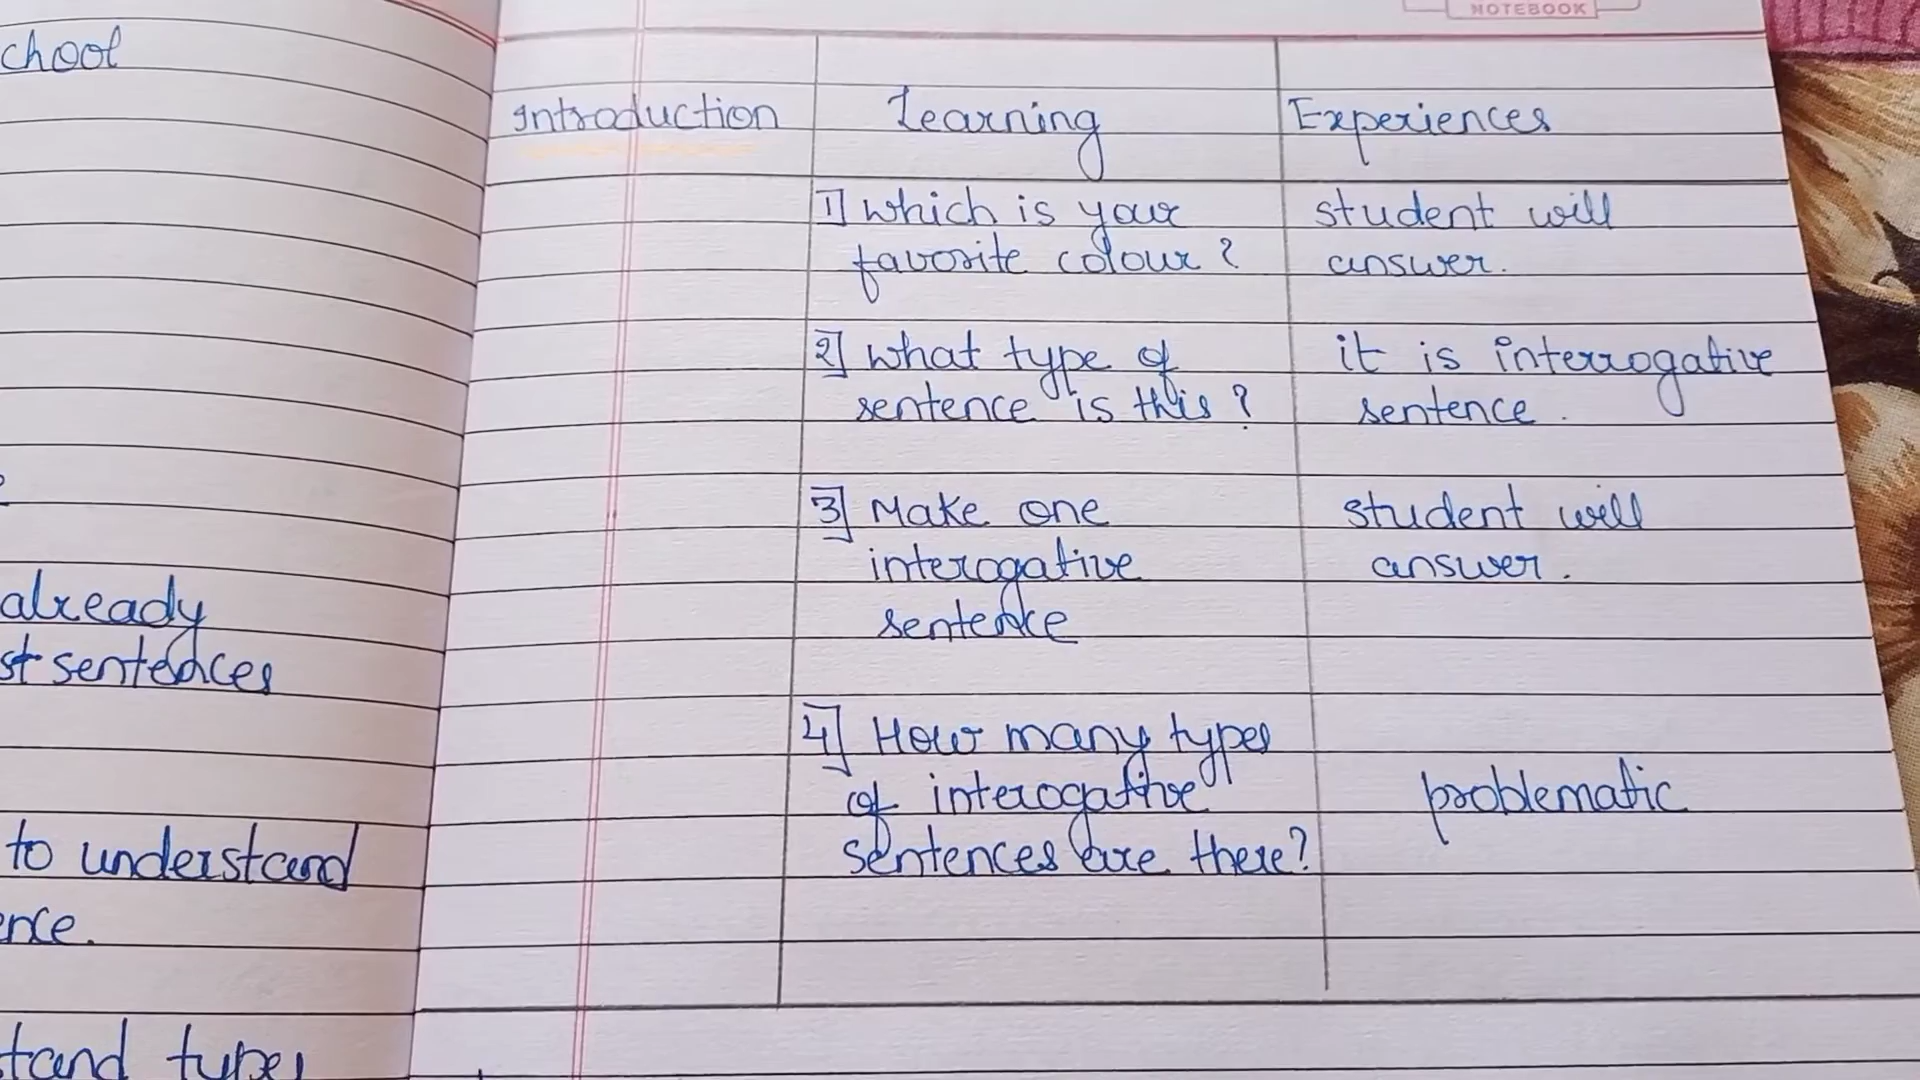 chool
already
st sentences
to understand
ence.
tand types
NOTEBOOK
Introduction Learning Experiences
1] which is your student will
favorite colour? answer.
2] what type of it is interrogative
sentence is this? sentence.
3] Make one student will
interogative answer.
sentence
4] How many types
of interogative problematic
sentences are there?